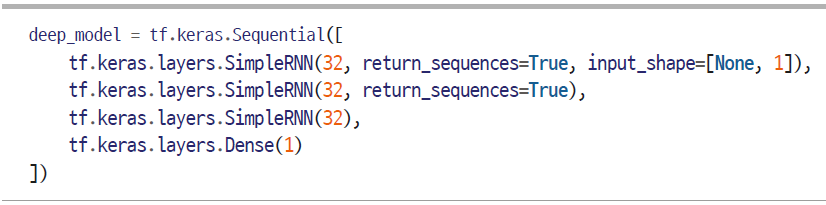 deep_model = tf.keras.Sequential([
    tf.keras.layers.SimpleRNN(32, return_sequences=True, input_shape=[None, 1]),
    tf.keras.layers.SimpleRNN(32, return_sequences=True),
    tf.keras.layers.SimpleRNN(32),
    tf.keras.layers.Dense(1)
])